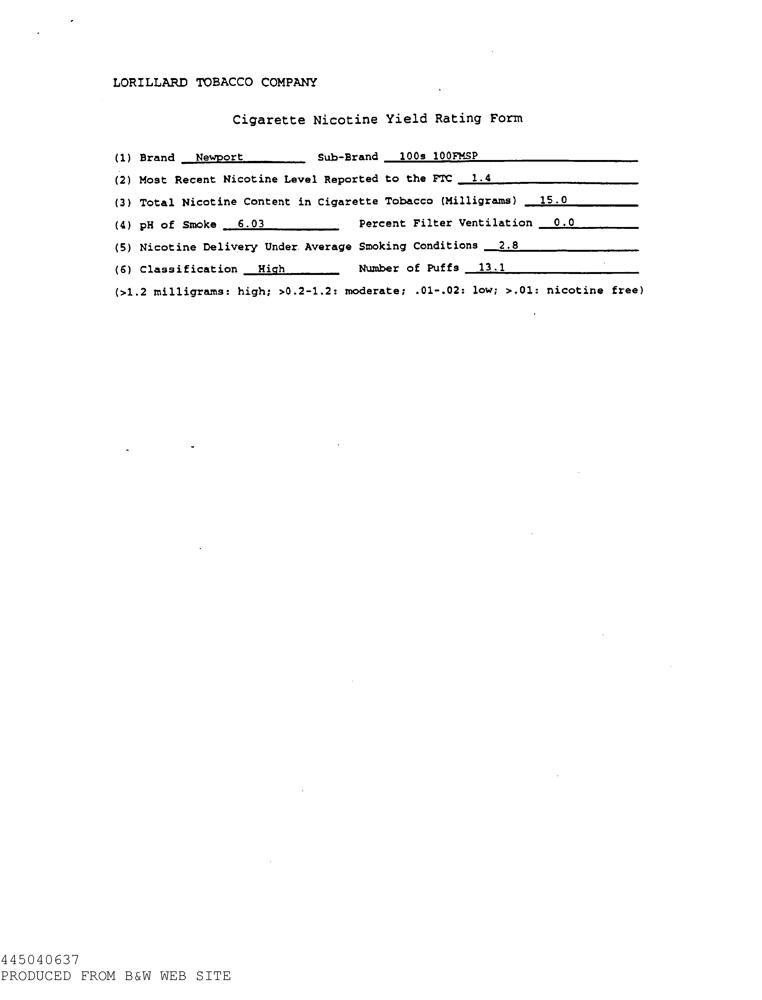 LORILLARD TOBACCO COMPANY
Cigarette Nicotine Yield Rating Form
(1) Brand Newport Sub-Brand 100s 100FMSP
(2) Most Recent Nicotine Level Reported to the FTC 1.4
(3) Total Nicotine Content in Cigarette Tobacco (Milligrams) 15.0
(4) pH of Smoke 6.03 Percent Filter Ventilation 0.0
(5) Nicotine Delivery Under Average Smoking Conditions 2.8
(6) Classification High Number of Puffs 13.1
(>1.2 milligrams: high; >0.2-1.2: moderate; .01-.02: low; >.01: nicotine free)
445040637
PRODUCED FROM B&W WEB SITE